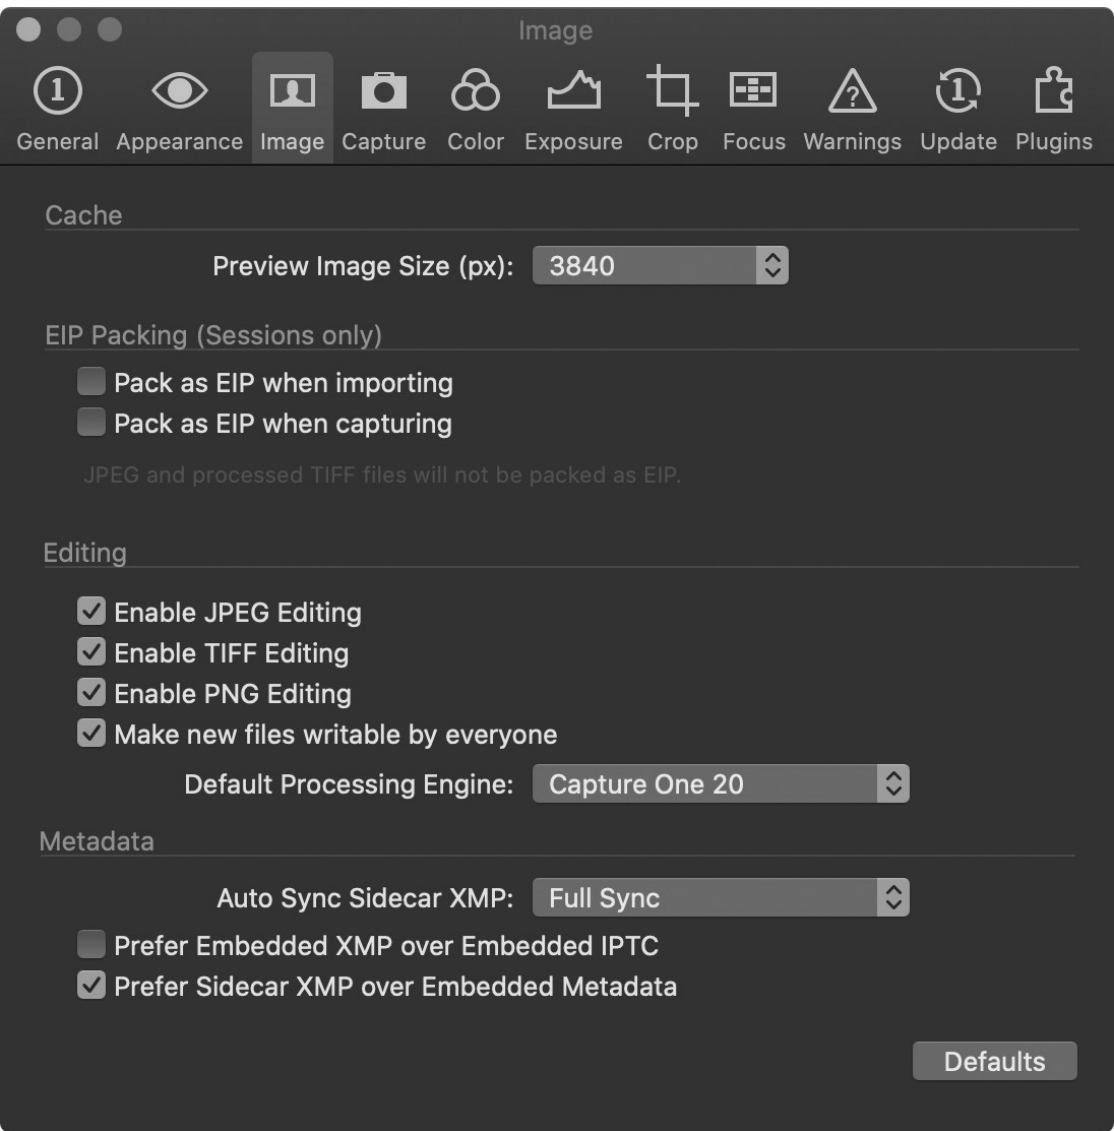 Image
General Appearance Image Capture Color Exposure Crop Focus Warnings Update Plugins
Cache
Preview Image Size (px): 3840
EIP Packing (Sessions only)
Pack as EIP when importing
Pack as EIP when capturing
JPEG and processed TIFF files will not be packed as EIP.
Editing
Enable JPEG Editing
Enable TIFF Editing
Enable PNG Editing
Make new files writable by everyone
Default Processing Engine: Capture One 20
Metadata
Auto Sync Sidecar XMP: Full Sync
Prefer Embedded XMP over Embedded IPTC
Prefer Sidecar XMP over Embedded Metadata
Defaults